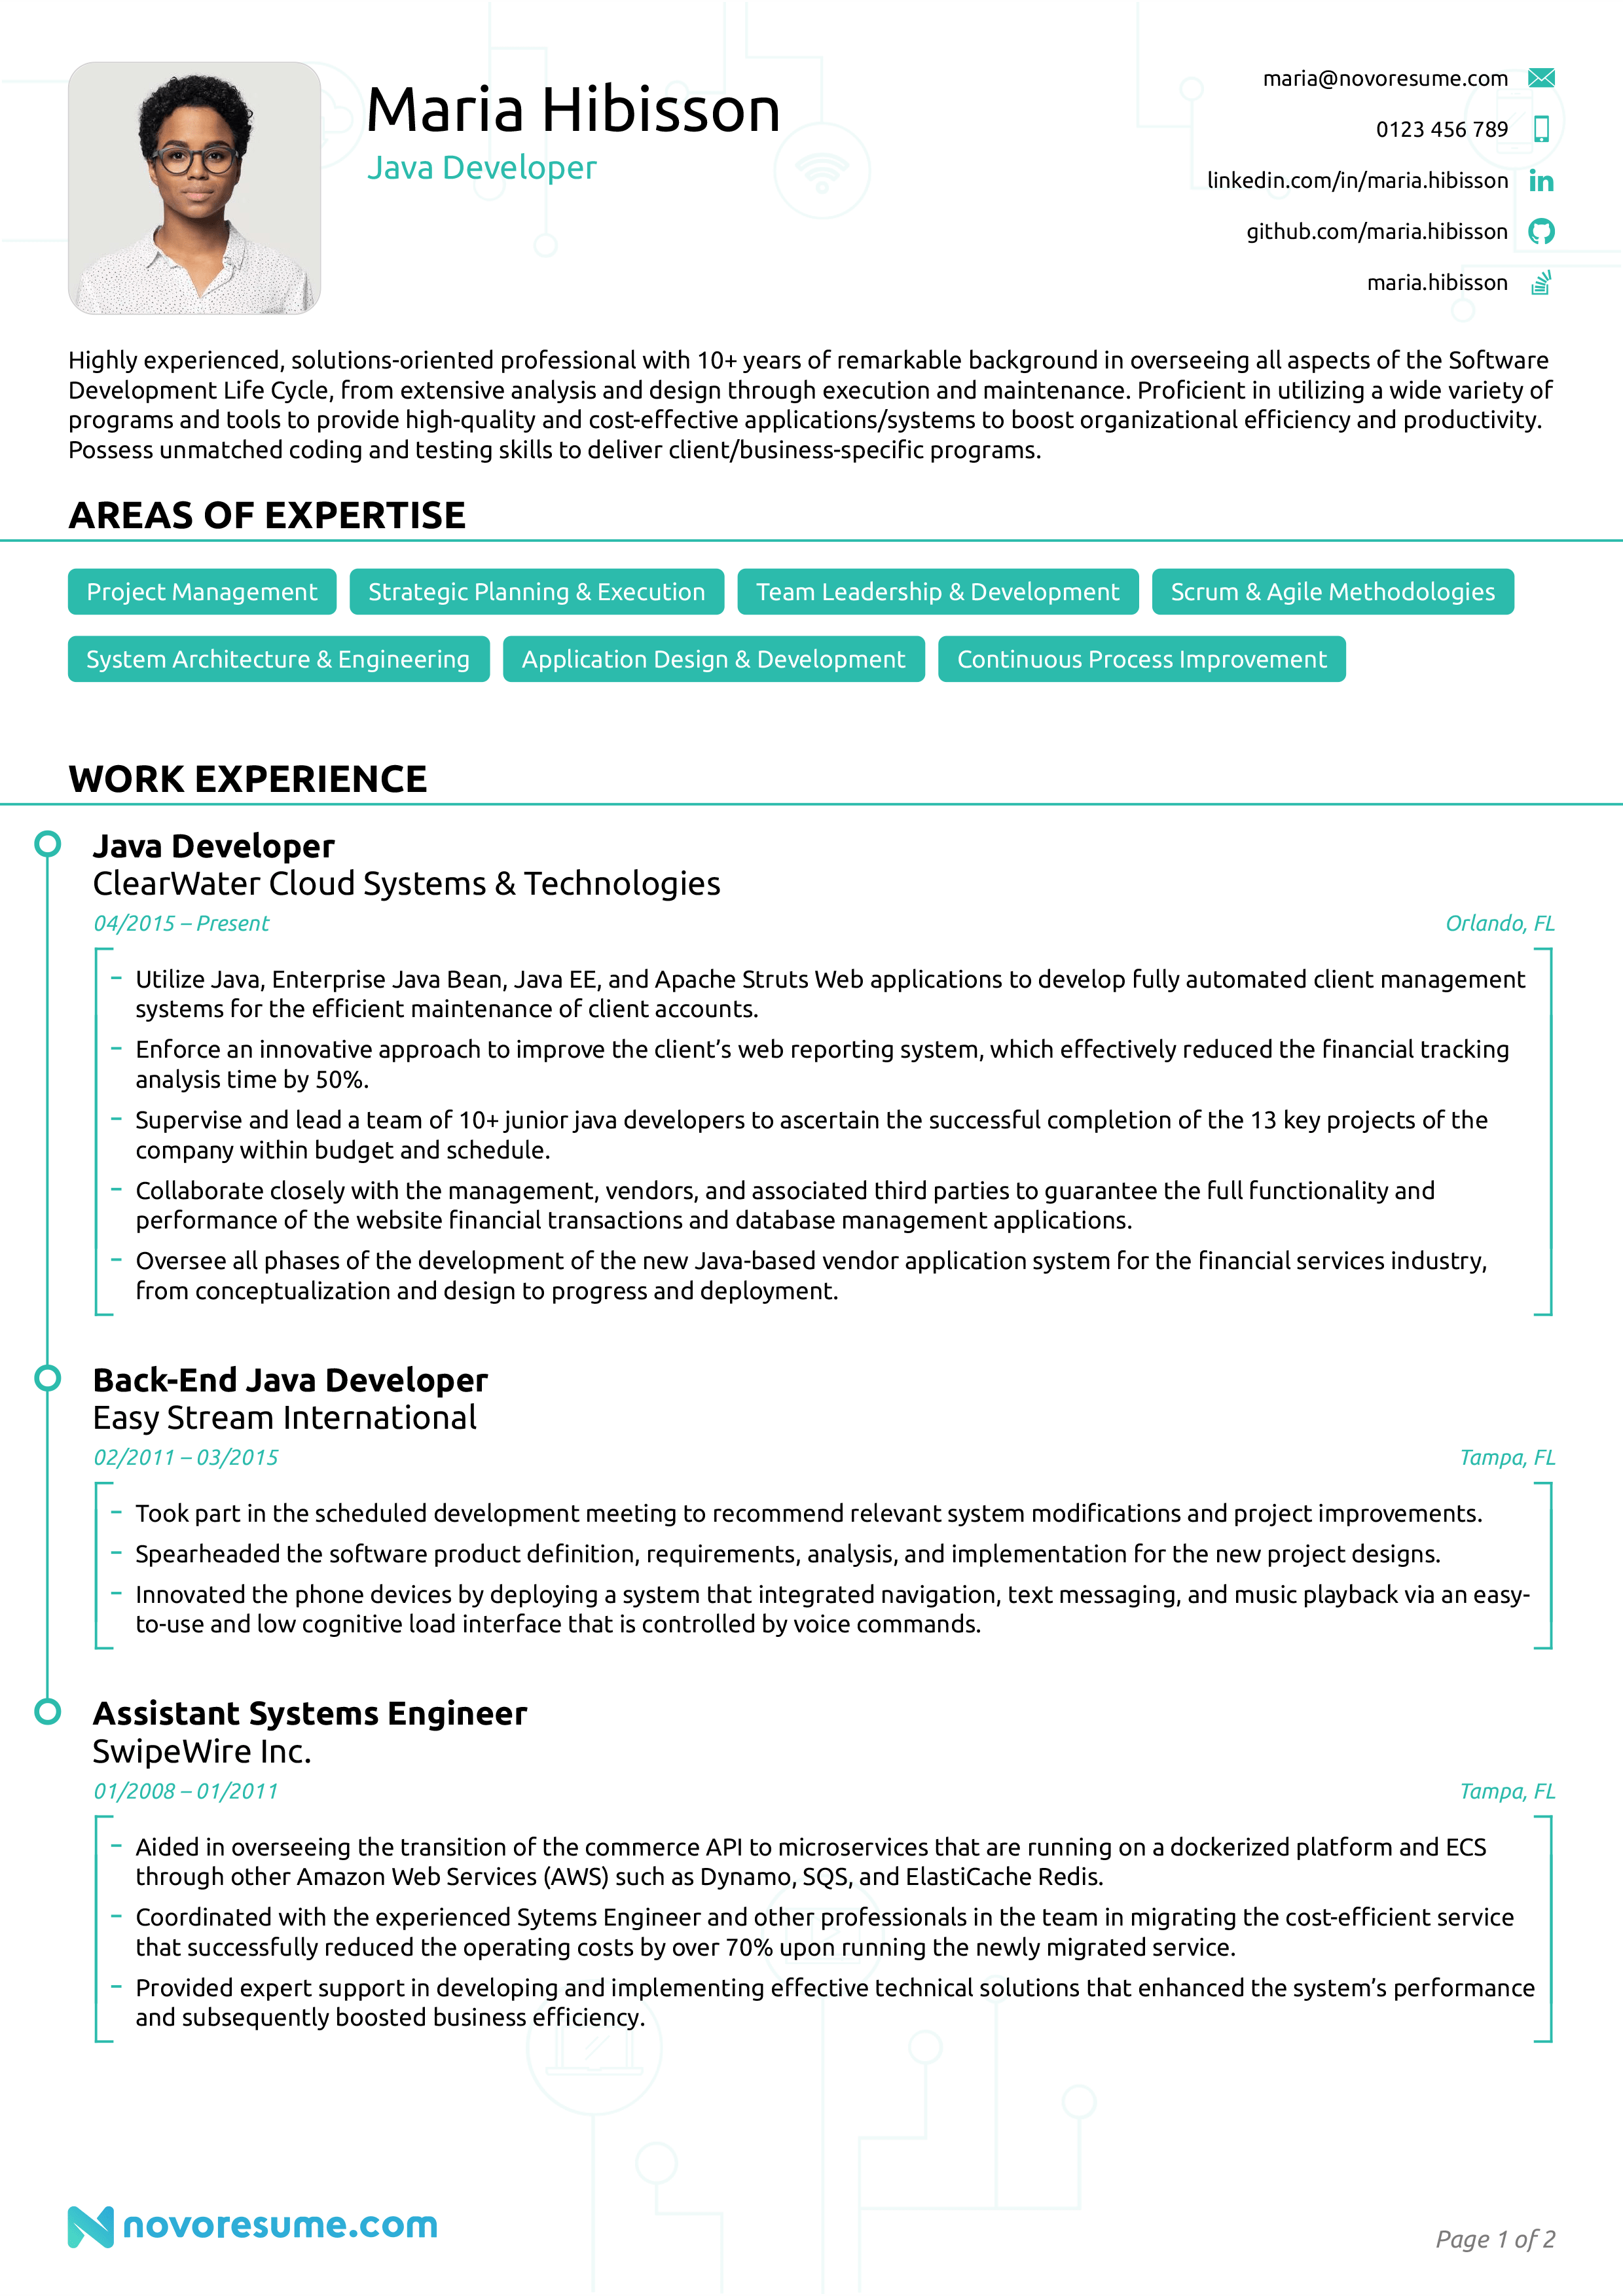 Maria Hibisson
Java Developer
maria@novoresume.com
0123 456 789
linkedin.com/in/maria.hibisson
github.com/maria.hibisson
maria.hibisson
Highly experienced, solutions-oriented professional with 10+ years of remarkable background in overseeing all aspects of the Software
Development Life Cycle, from extensive analysis and design through execution and maintenance. Proficient in utilizing a wide variety of
programs and tools to provide high-quality and cost-effective applications/systems to boost organizational efficiency and productivity.
Possess unmatched coding and testing skills to deliver client/business-specific programs.
AREAS OF EXPERTISE
Project Management Strategic Planning & Execution Team Leadership & Development Scrum & Agile Methodologies
System Architecture & Engineering Application Design & Development Continuous Process Improvement
WORK EXPERIENCE
Java Developer
ClearWater Cloud Systems & Technologies
04/2015 – Present Orlando, FL
– Utilize Java, Enterprise Java Bean, Java EE, and Apache Struts Web applications to develop fully automated client management
systems for the efficient maintenance of client accounts.
– Enforce an innovative approach to improve the client’s web reporting system, which effectively reduced the financial tracking
analysis time by 50%.
– Supervise and lead a team of 10+ junior java developers to ascertain the successful completion of the 13 key projects of the
company within budget and schedule.
– Collaborate closely with the management, vendors, and associated third parties to guarantee the full functionality and
performance of the website financial transactions and database management applications.
– Oversee all phases of the development of the new Java-based vendor application system for the financial services industry,
from conceptualization and design to progress and deployment.
Back-End Java Developer
Easy Stream International
02/2011 – 03/2015 Tampa, FL
– Took part in the scheduled development meeting to recommend relevant system modifications and project improvements.
– Spearheaded the software product definition, requirements, analysis, and implementation for the new project designs.
– Innovated the phone devices by deploying a system that integrated navigation, text messaging, and music playback via an easy-
to-use and low cognitive load interface that is controlled by voice commands.
Assistant Systems Engineer
SwipeWire Inc.
01/2008 – 01/2011 Tampa, FL
– Aided in overseeing the transition of the commerce API to microservices that are running on a dockerized platform and ECS
through other Amazon Web Services (AWS) such as Dynamo, SQS, and ElastiCache Redis.
– Coordinated with the experienced Sytems Engineer and other professionals in the team in migrating the cost-efficient service
that successfully reduced the operating costs by over 70% upon running the newly migrated service.
– Provided expert support in developing and implementing effective technical solutions that enhanced the system’s performance
and subsequently boosted business efficiency.
novoresume.com
Page 1 of 2